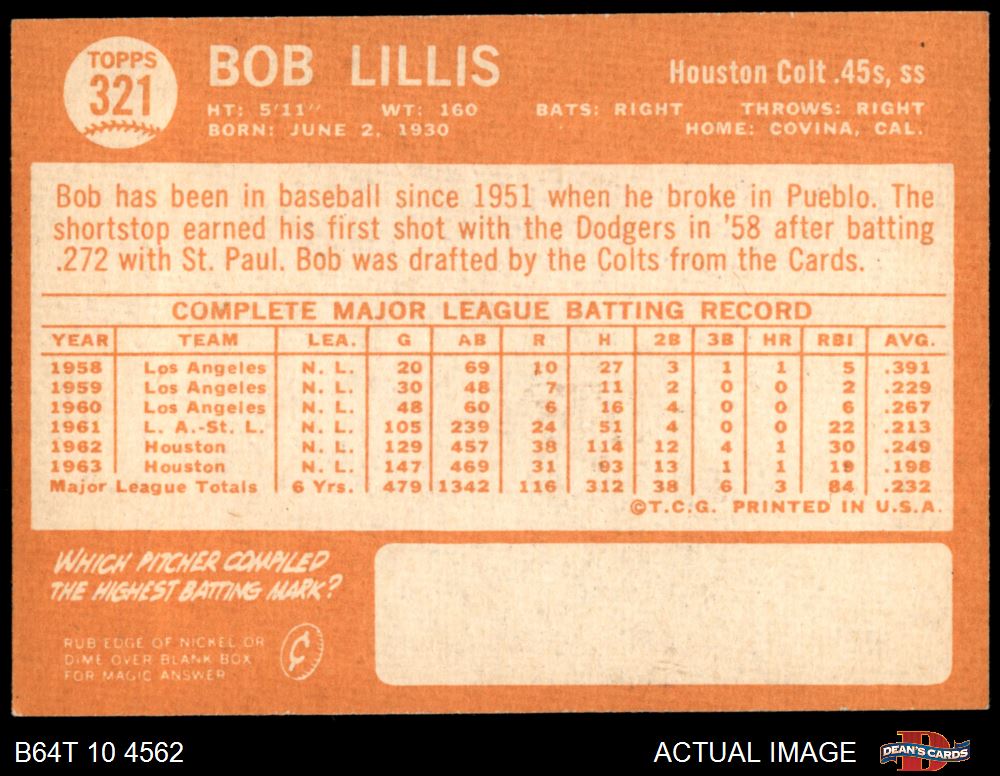 TOPPS
321
BOB LILLIS
Houston Colt .45s, ss
HT: 5'11" WT: 160 BATS: RIGHT THROWS: RIGHT
BORN: JUNE 2, 1930 HOME: COVINA, CAL.
Bob has been in baseball since 1951 when he broke in Pueblo. The
shortstop earned his first shot with the Dodgers in '58 after batting
.272 with St. Paul. Bob was drafted by the Colts from the Cards.
COMPLETE MAJOR LEAGUE BATTING RECORD
YEAR TEAM LEA. G AB R H 2B 3B HR RBI AVG.
1958 Los Angeles N. L. 20 69 10 27 3 1 1 5 .391
1959 Los Angeles N. L. 30 48 7 11 2 0 0 2 .229
1960 Los Angeles N. L. 48 60 6 16 4 0 0 6 .267
1961 L. A.-St. L. N. L. 105 239 24 51 4 0 0 22 .213
1962 Houston N. L. 129 457 38 114 12 4 1 30 .249
1963 Houston N. L. 147 469 31 93 13 1 1 19 .198
Major League Totals 6 Yrs. 479 1342 116 312 38 6 3 84 .232
©T.C.G. PRINTED IN U.S.A.
WHICH PITCHER COMPILED
THE HIGHEST BATTING MARK?
RUB EDGE OF NICKEL OR
DIME OVER BLANK BOX
FOR MAGIC ANSWER
¢
B64T 10 4562
ACTUAL IMAGE
D
DEAN'S CARDS